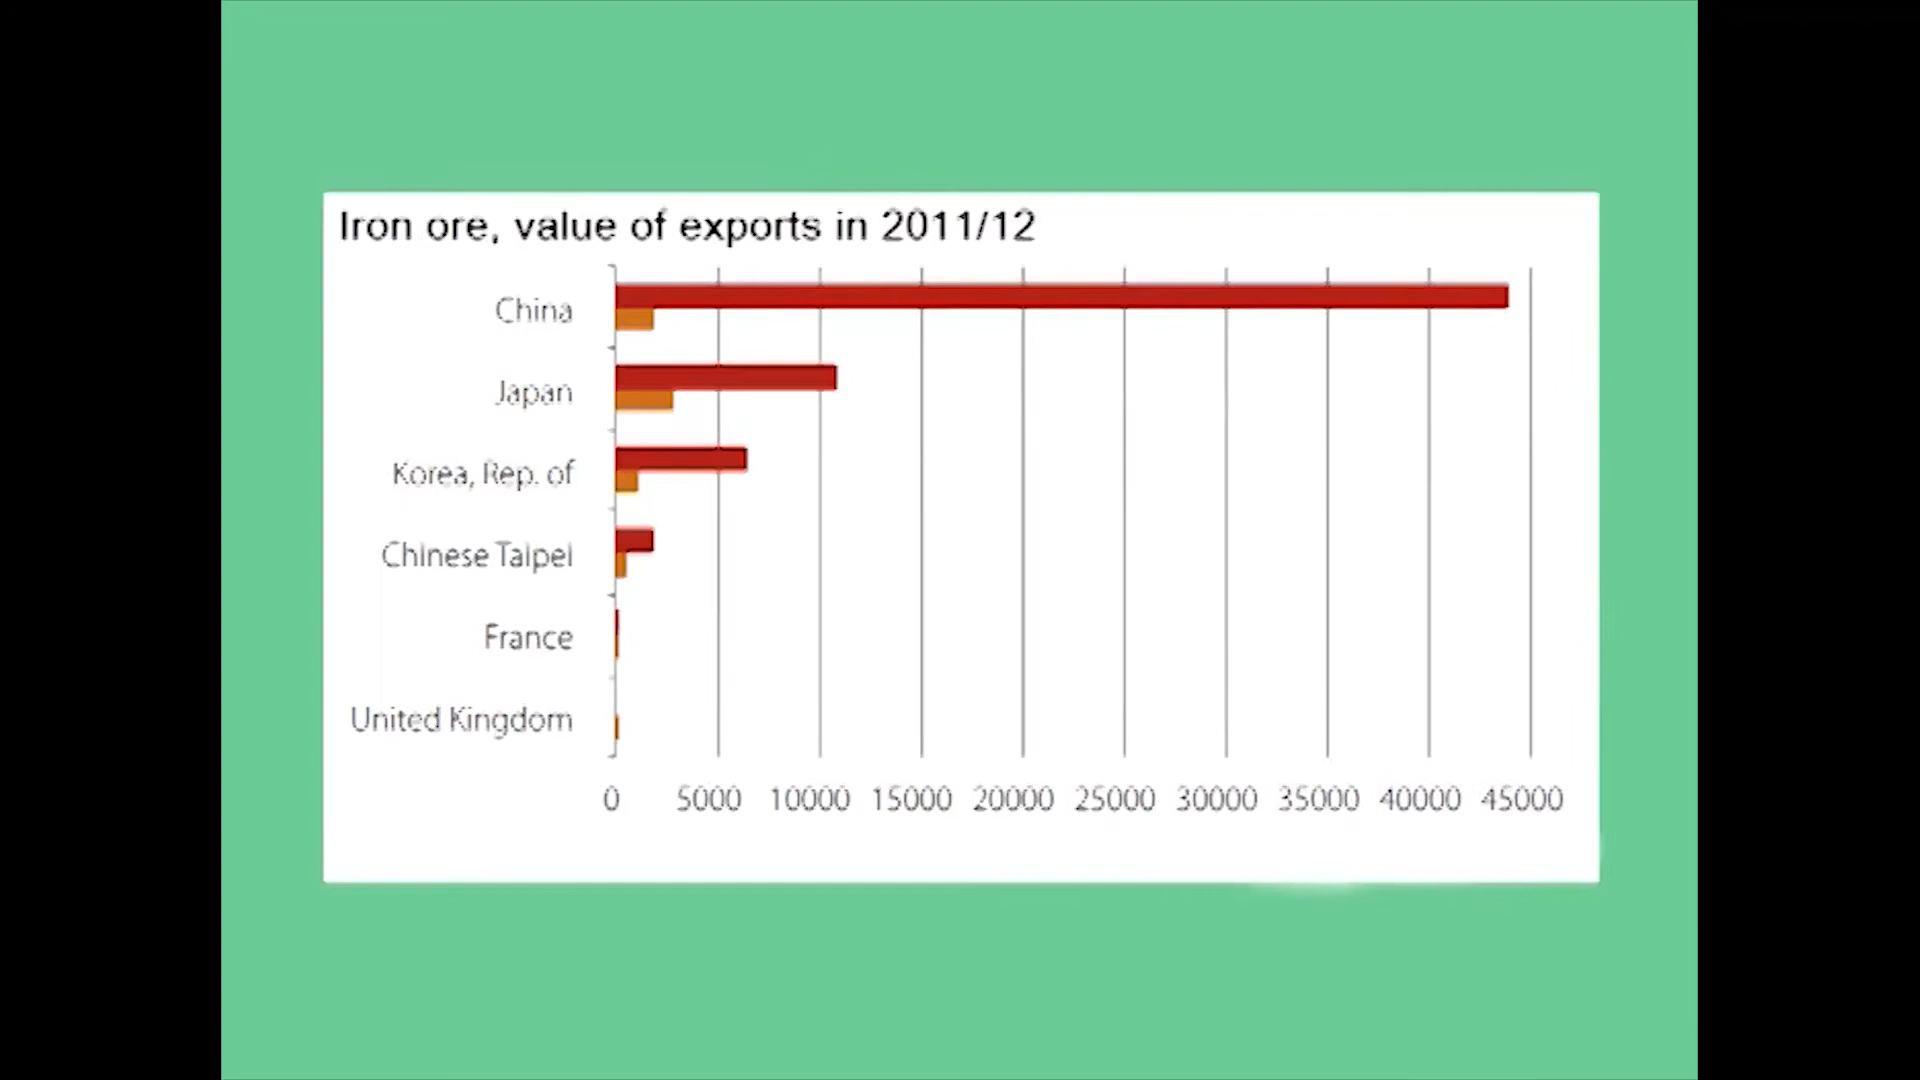 Iron ore, value of exports in 2011/12
China
Japan
Korea, Rep. of
Chinese Taipei
France
United Kingdom
0 5000 10000 15000 20000 25000 30000 35000 40000 45000